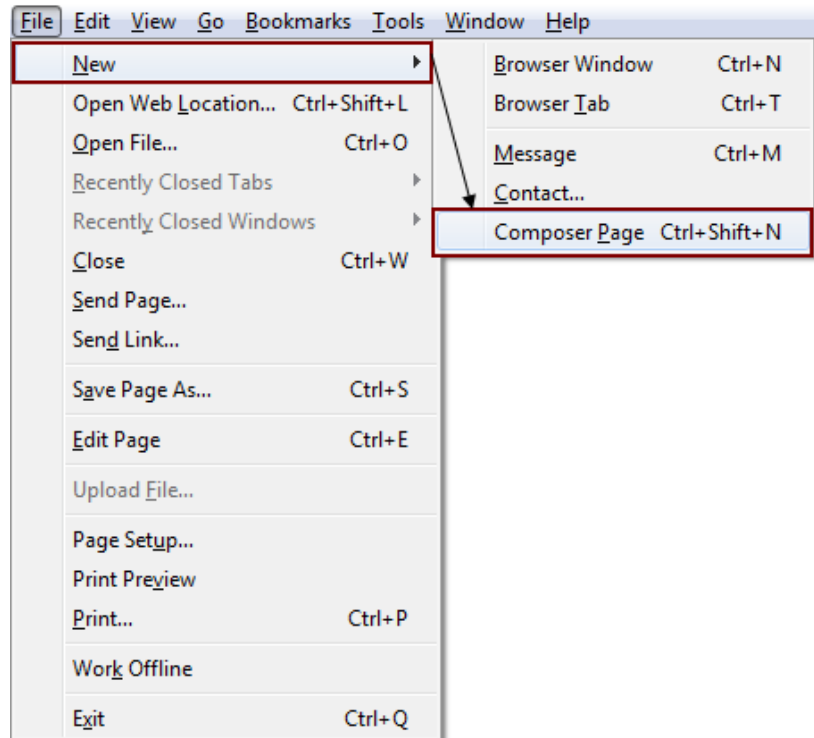 File Edit View Go Bookmarks Tools Window Help
New
Open Web Location... Ctrl+Shift+L
Open File... Ctrl+O
Recently Closed Tabs
Recently Closed Windows
Close Ctrl+W
Send Page...
Send Link...
Save Page As... Ctrl+S
Edit Page Ctrl+E
Upload File...
Page Setup...
Print Preview
Print... Ctrl+P
Work Offline
Exit Ctrl+Q
Browser Window Ctrl+N
Browser Tab Ctrl+T
Message Ctrl+M
Contact...
Composer Page Ctrl+Shift+N